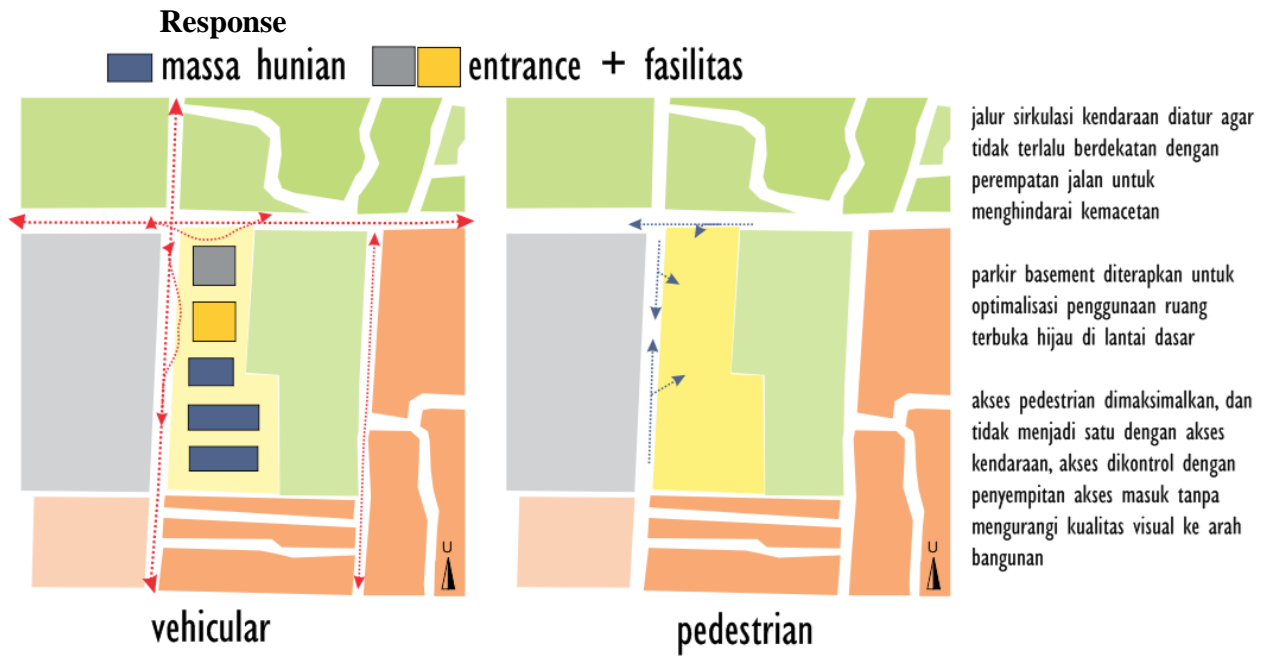 Response
massa hunian entrance + fasilitas
jalur sirkulasi kendaraan diatur agar
tidak terlalu berdekatan dengan
perempatan jalan untuk
menghindarai kemacetan
parkir basement diterapkan untuk
optimalisasi penggunaan ruang
terbuka hijau di lantai dasar
akses pedestrian dimaksimalkan, dan
tidak menjadi satu dengan akses
kendaraan, akses dikontrol dengan
penyempitan akses masuk tanpa
mengurangi kualitas visual ke arah
bangunan
U
U
vehicular
pedestrian